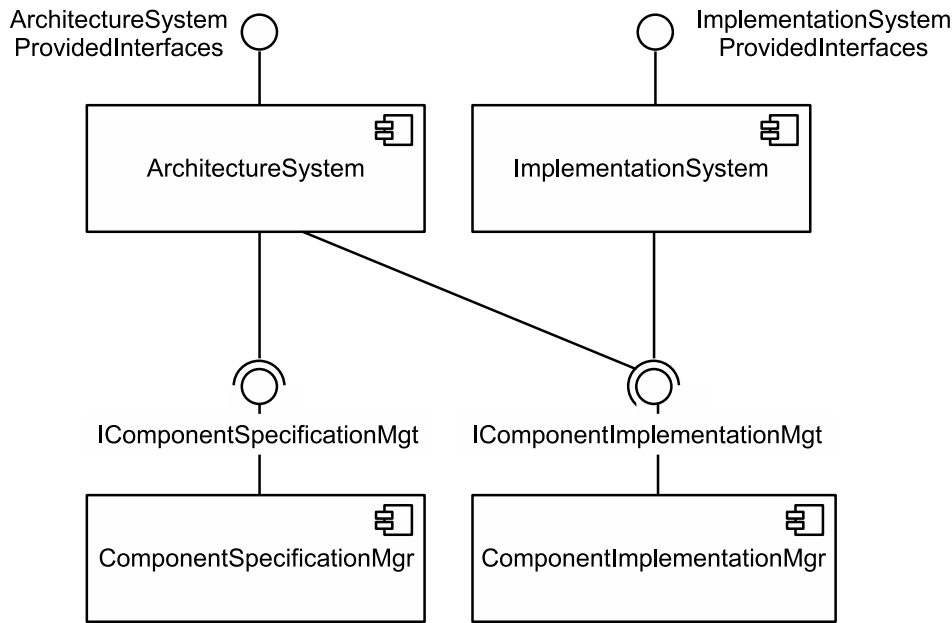 ArchitectureSystem
ProvidedInterfaces
ImplementationSystem
ProvidedInterfaces
ArchitectureSystem
ImplementationSystem
IComponentSpecificationMgt
IComponentImplementationMgt
ComponentSpecificationMgr
ComponentImplementationMgr